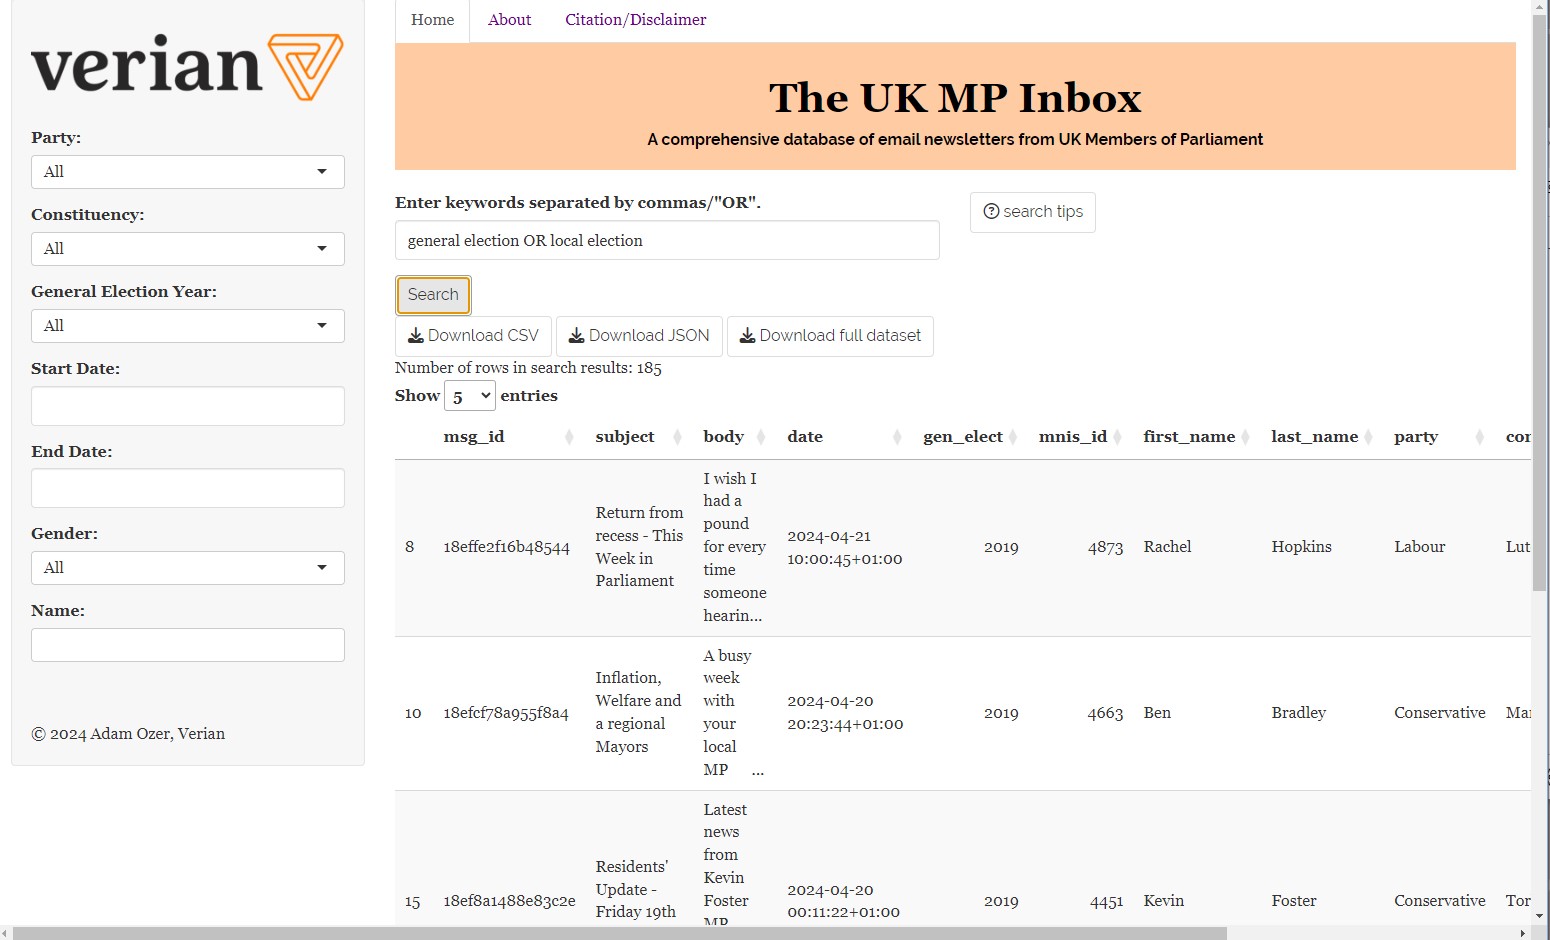 verian
Party:
All
Constituency:
All
General Election Year:
All
Start Date:
End Date:
Gender:
All
Name:
© 2024 Adam Ozer, Verian
Home About Citation/Disclaimer
The UK MP Inbox
A comprehensive database of email newsletters from UK Members of Parliament
Enter keywords separated by commas/"OR".
search tips
general election OR local election
Search
Download CSV Download JSON Download full dataset
Number of rows in search results: 185
Show 5 entries
msg_id subject body date gen_elect mnis_id first_name last_name party con
8 18effe2f16b48544
Return from
recess - This
Week in
Parliament
I wish I
had a
pound
for every
time
someone
hearin...
2024-04-21
10:00:45+01:00
2019 4873 Rachel Hopkins Labour Lut
10 18efcf78a955f8a4
Inflation,
Welfare and
a regional
Mayors
A busy
week
with
your
local
MP ...
2024-04-20
20:23:44+01:00
2019 4663 Ben Bradley Conservative Man
15 18ef8a1488e83c2e
Residents'
Update -
Friday 19th
Latest
news
from
Kevin
Foster
MP
2024-04-20
00:11:22+01:00
2019 4451 Kevin Foster Conservative Tor